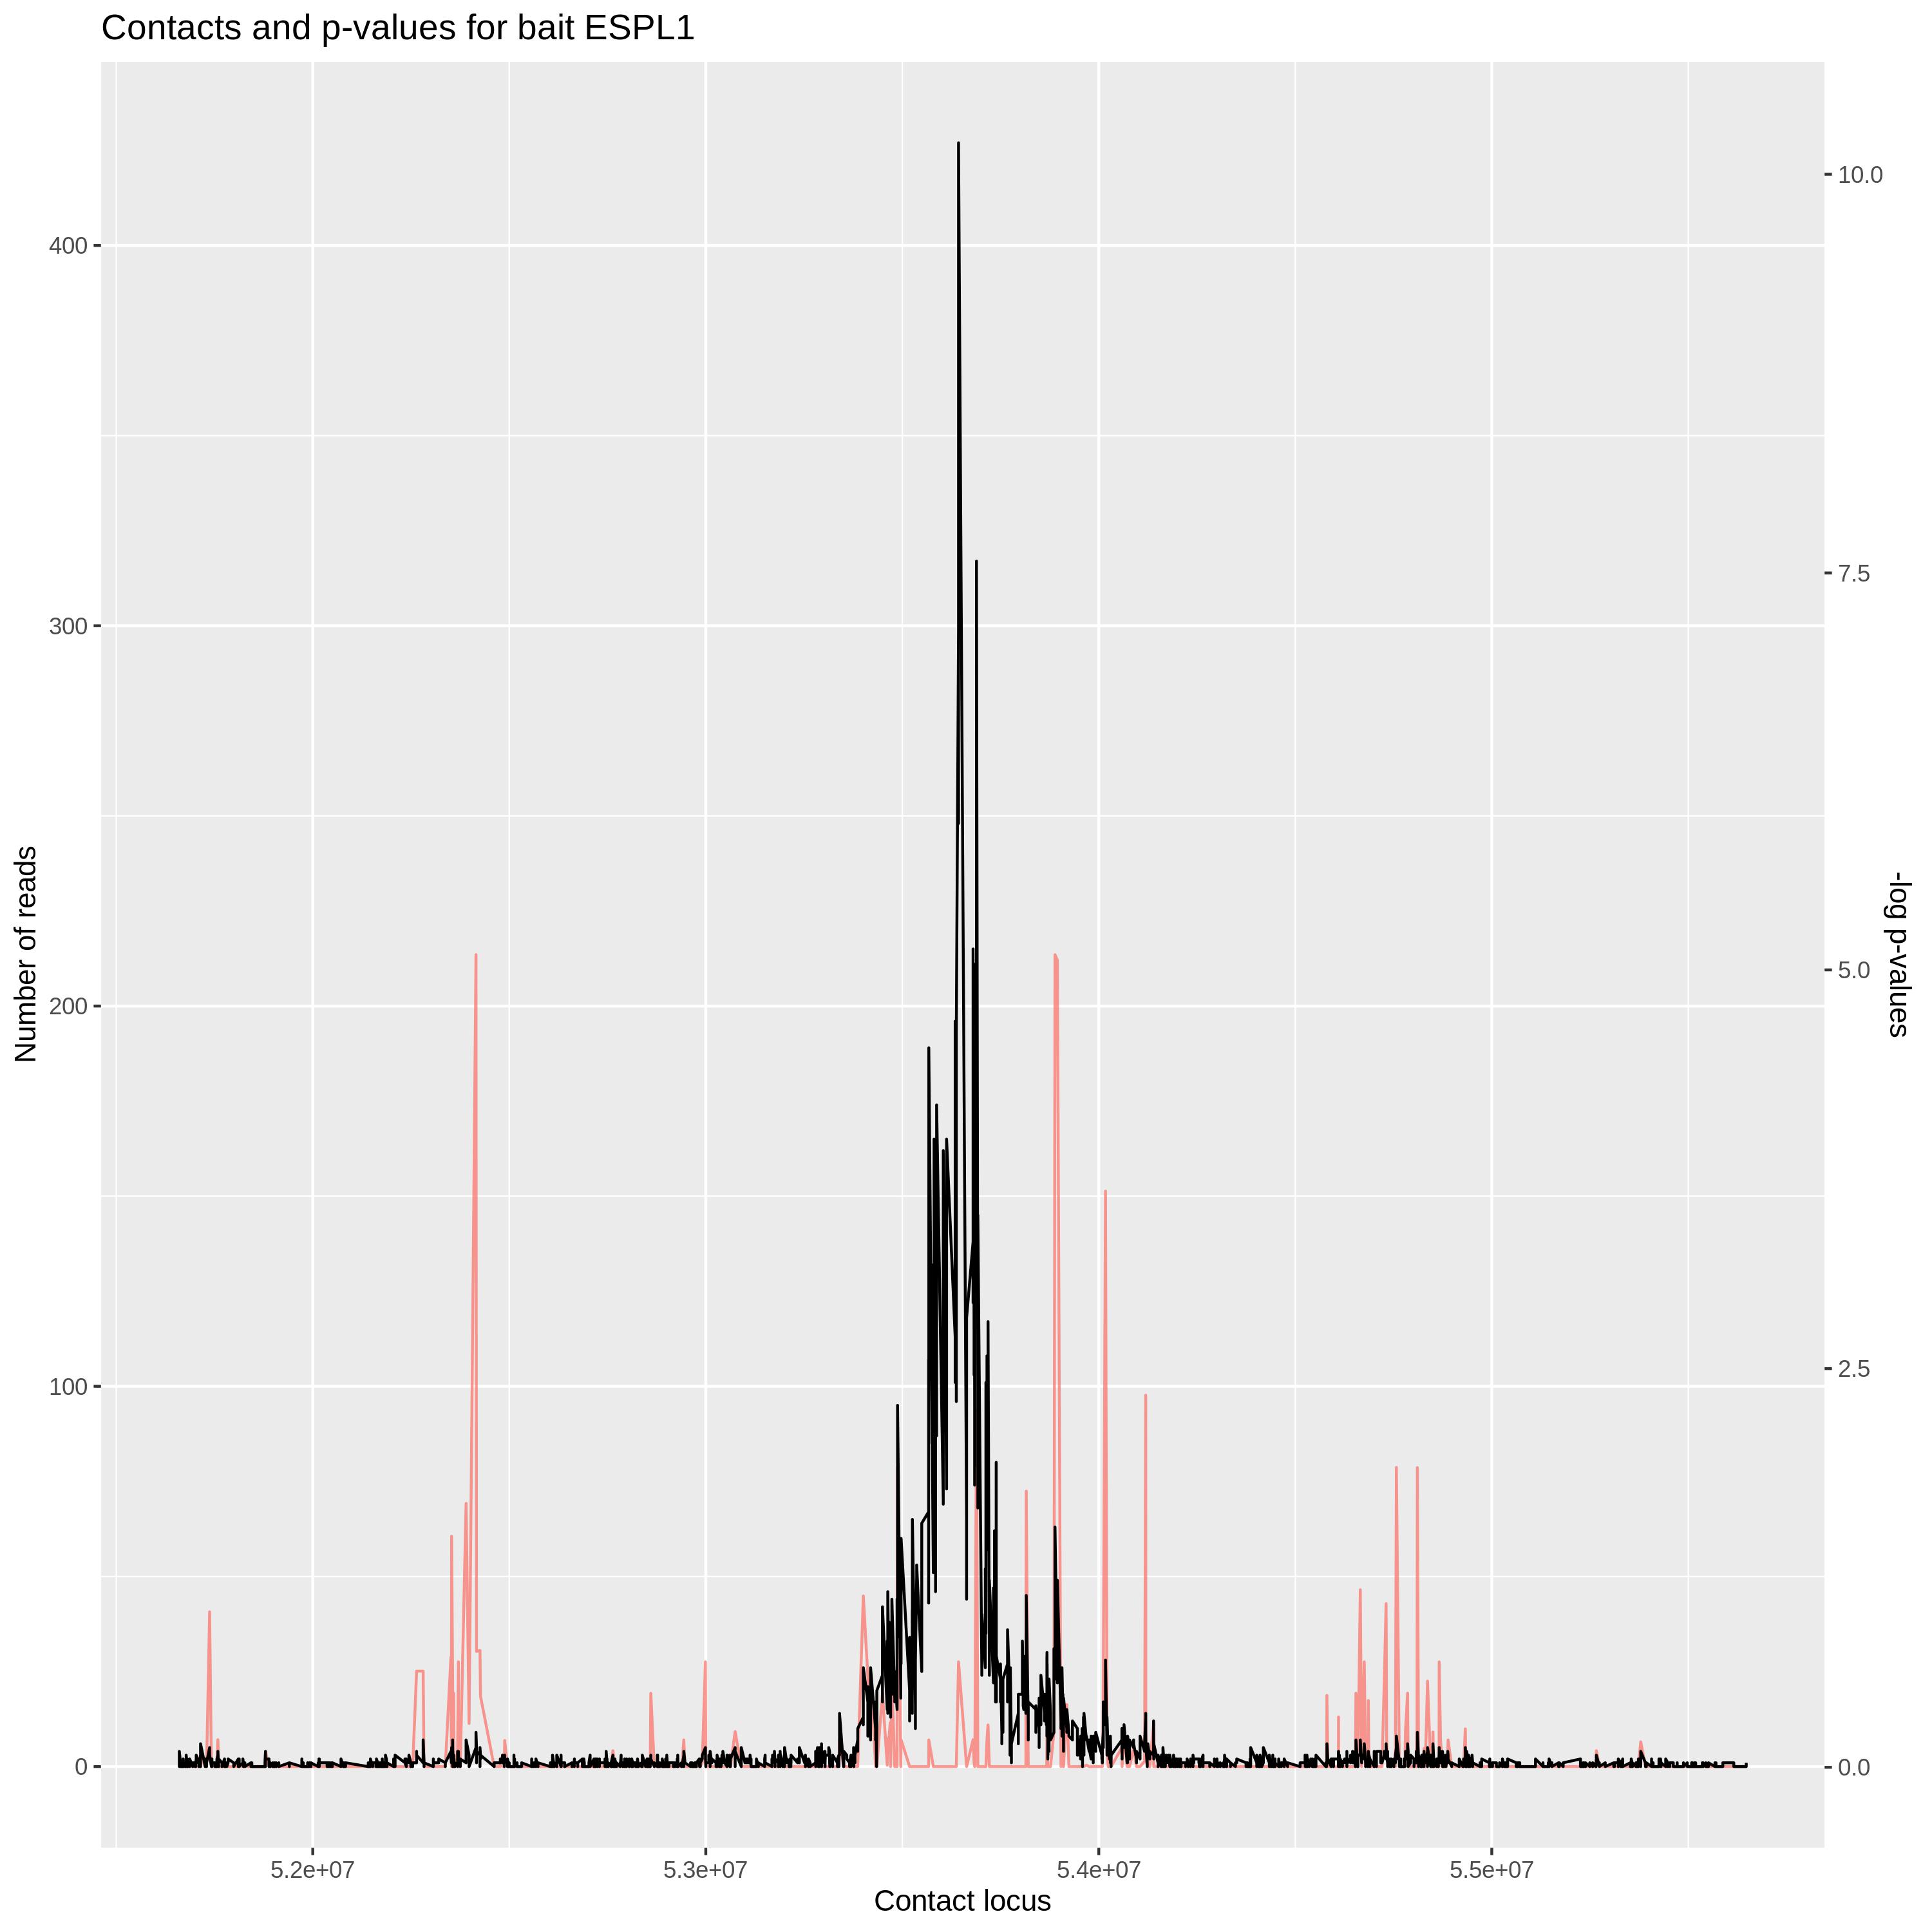 Contacts and p-values for bait ESPL1
Number of reads
400
300
200
100
0
10.0
7.5
5.0
2.5
0.0
-log p-values
5.2e+07 5.3e+07 5.4e+07 5.5e+07
Contact locus